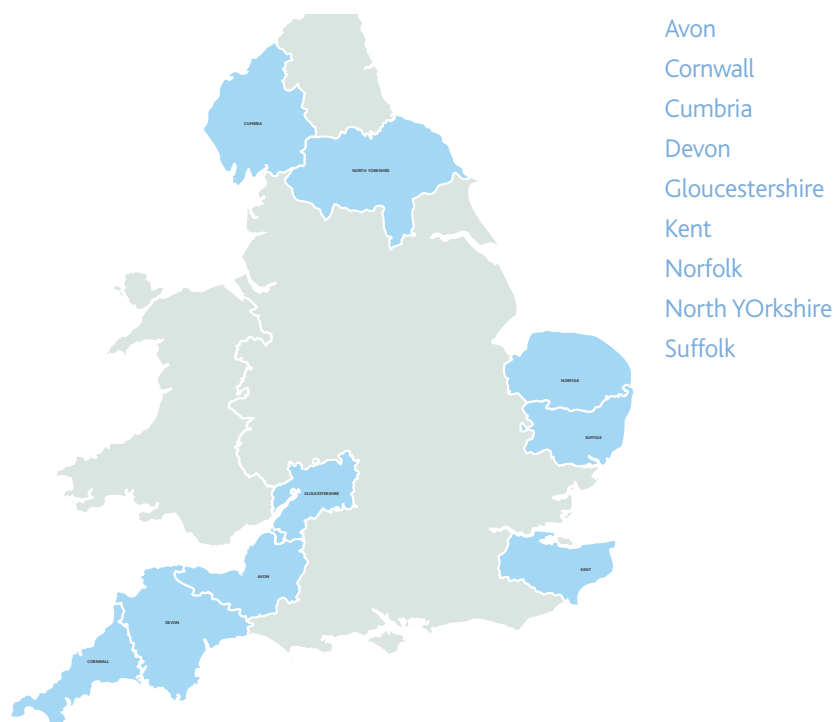 Avon
Cornwall
Cumbria
Devon
Gloucestershire
Kent
Norfolk
North YOrkshire
Suffolk
CUMBRIA
NORTH YORKSHIRE
NORFOLK
SUFFOLK
GLOUCESTERSHIRE
KENT
AVON
DEVON
CORNWALL